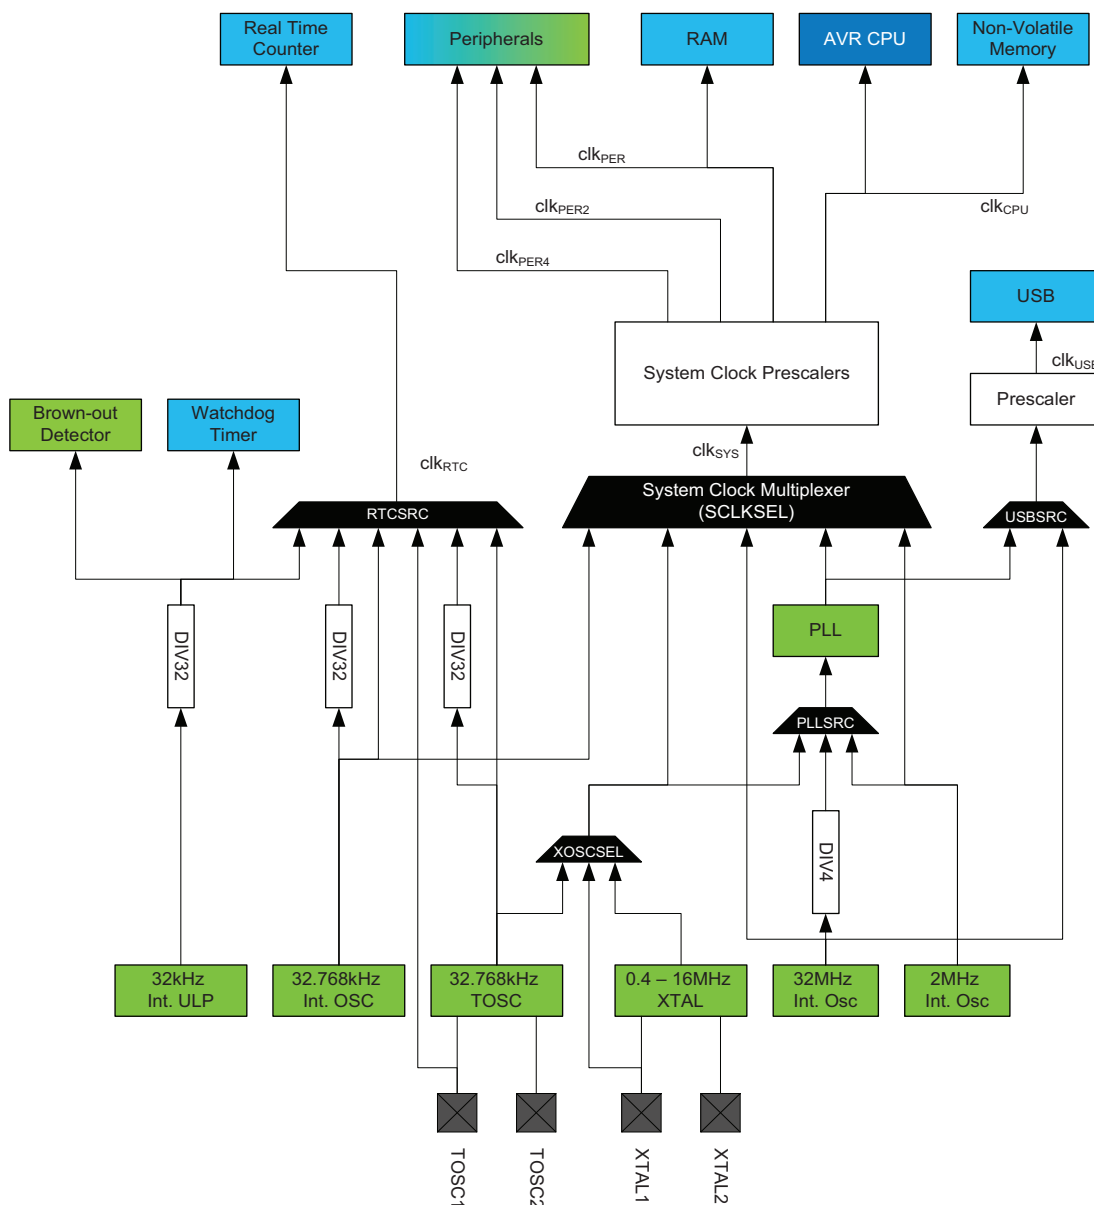 Real Time
Counter
Peripherals
RAM
AVR CPU
Non-Volatile
Memory
clkPER
clkPER2
clkCPU
clkPER4
USB
System Clock Prescalers
clkUSB
Prescaler
Brown-out
Detector
Watchdog
Timer
clkSYS
clkRTC
System Clock Multiplexer
(SCLKSEL)
RTCSRC
USBSRC
DIV32
DIV32
DIV32
PLL
PLLSRC
XOSCSEL
DIV4
32kHz
Int. ULP
32.768kHz
Int. OSC
32.768kHz
TOSC
0.4 – 16MHz
XTAL
32MHz
Int. Osc
2MHz
Int. Osc
TOSC1
TOSC2
XTAL1
XTAL2